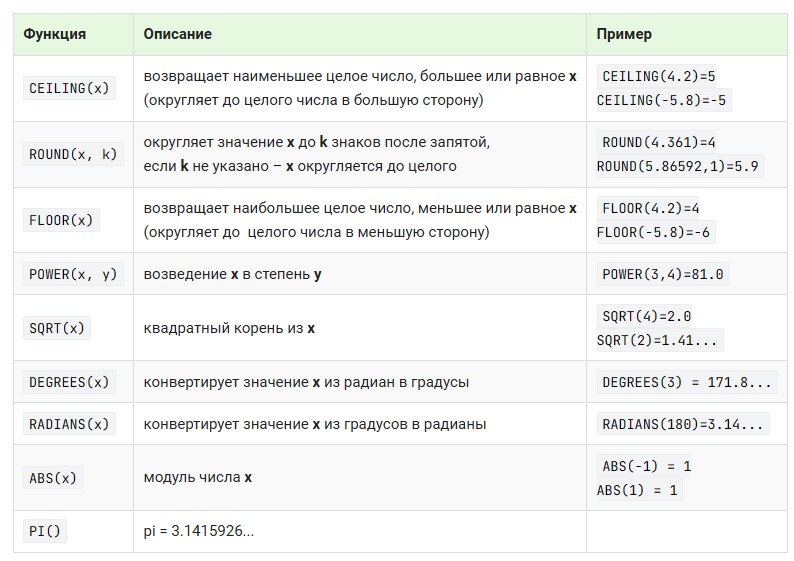 Функция Описание Пример
CEILING(x) возвращает наименьшее целое число, большее или равное x CEILING(4.2)=5
(округляет до целого числа в большую сторону) CEILING(-5.8)=-5
ROUND(x, k) округляет значение x до k знаков после запятой, ROUND(4.361)=4
если k не указано – x округляется до целого ROUND(5.86592,1)=5.9
FLOOR(x) возвращает наибольшее целое число, меньшее или равное x FLOOR(4.2)=4
(округляет до целого числа в меньшую сторону) FLOOR(-5.8)=-6
POWER(x, y) возведение x в степень y POWER(3,4)=81.0
SQRT(x) квадратный корень из x SQRT(4)=2.0
SQRT(2)=1.41...
DEGREES(x) конвертирует значение x из радиан в градусы DEGREES(3) = 171.8...
RADIANS(x) конвертирует значение x из градусов в радианы RADIANS(180)=3.14...
ABS(x) модуль числа x ABS(-1) = 1
ABS(1) = 1
PI() pi = 3.1415926...